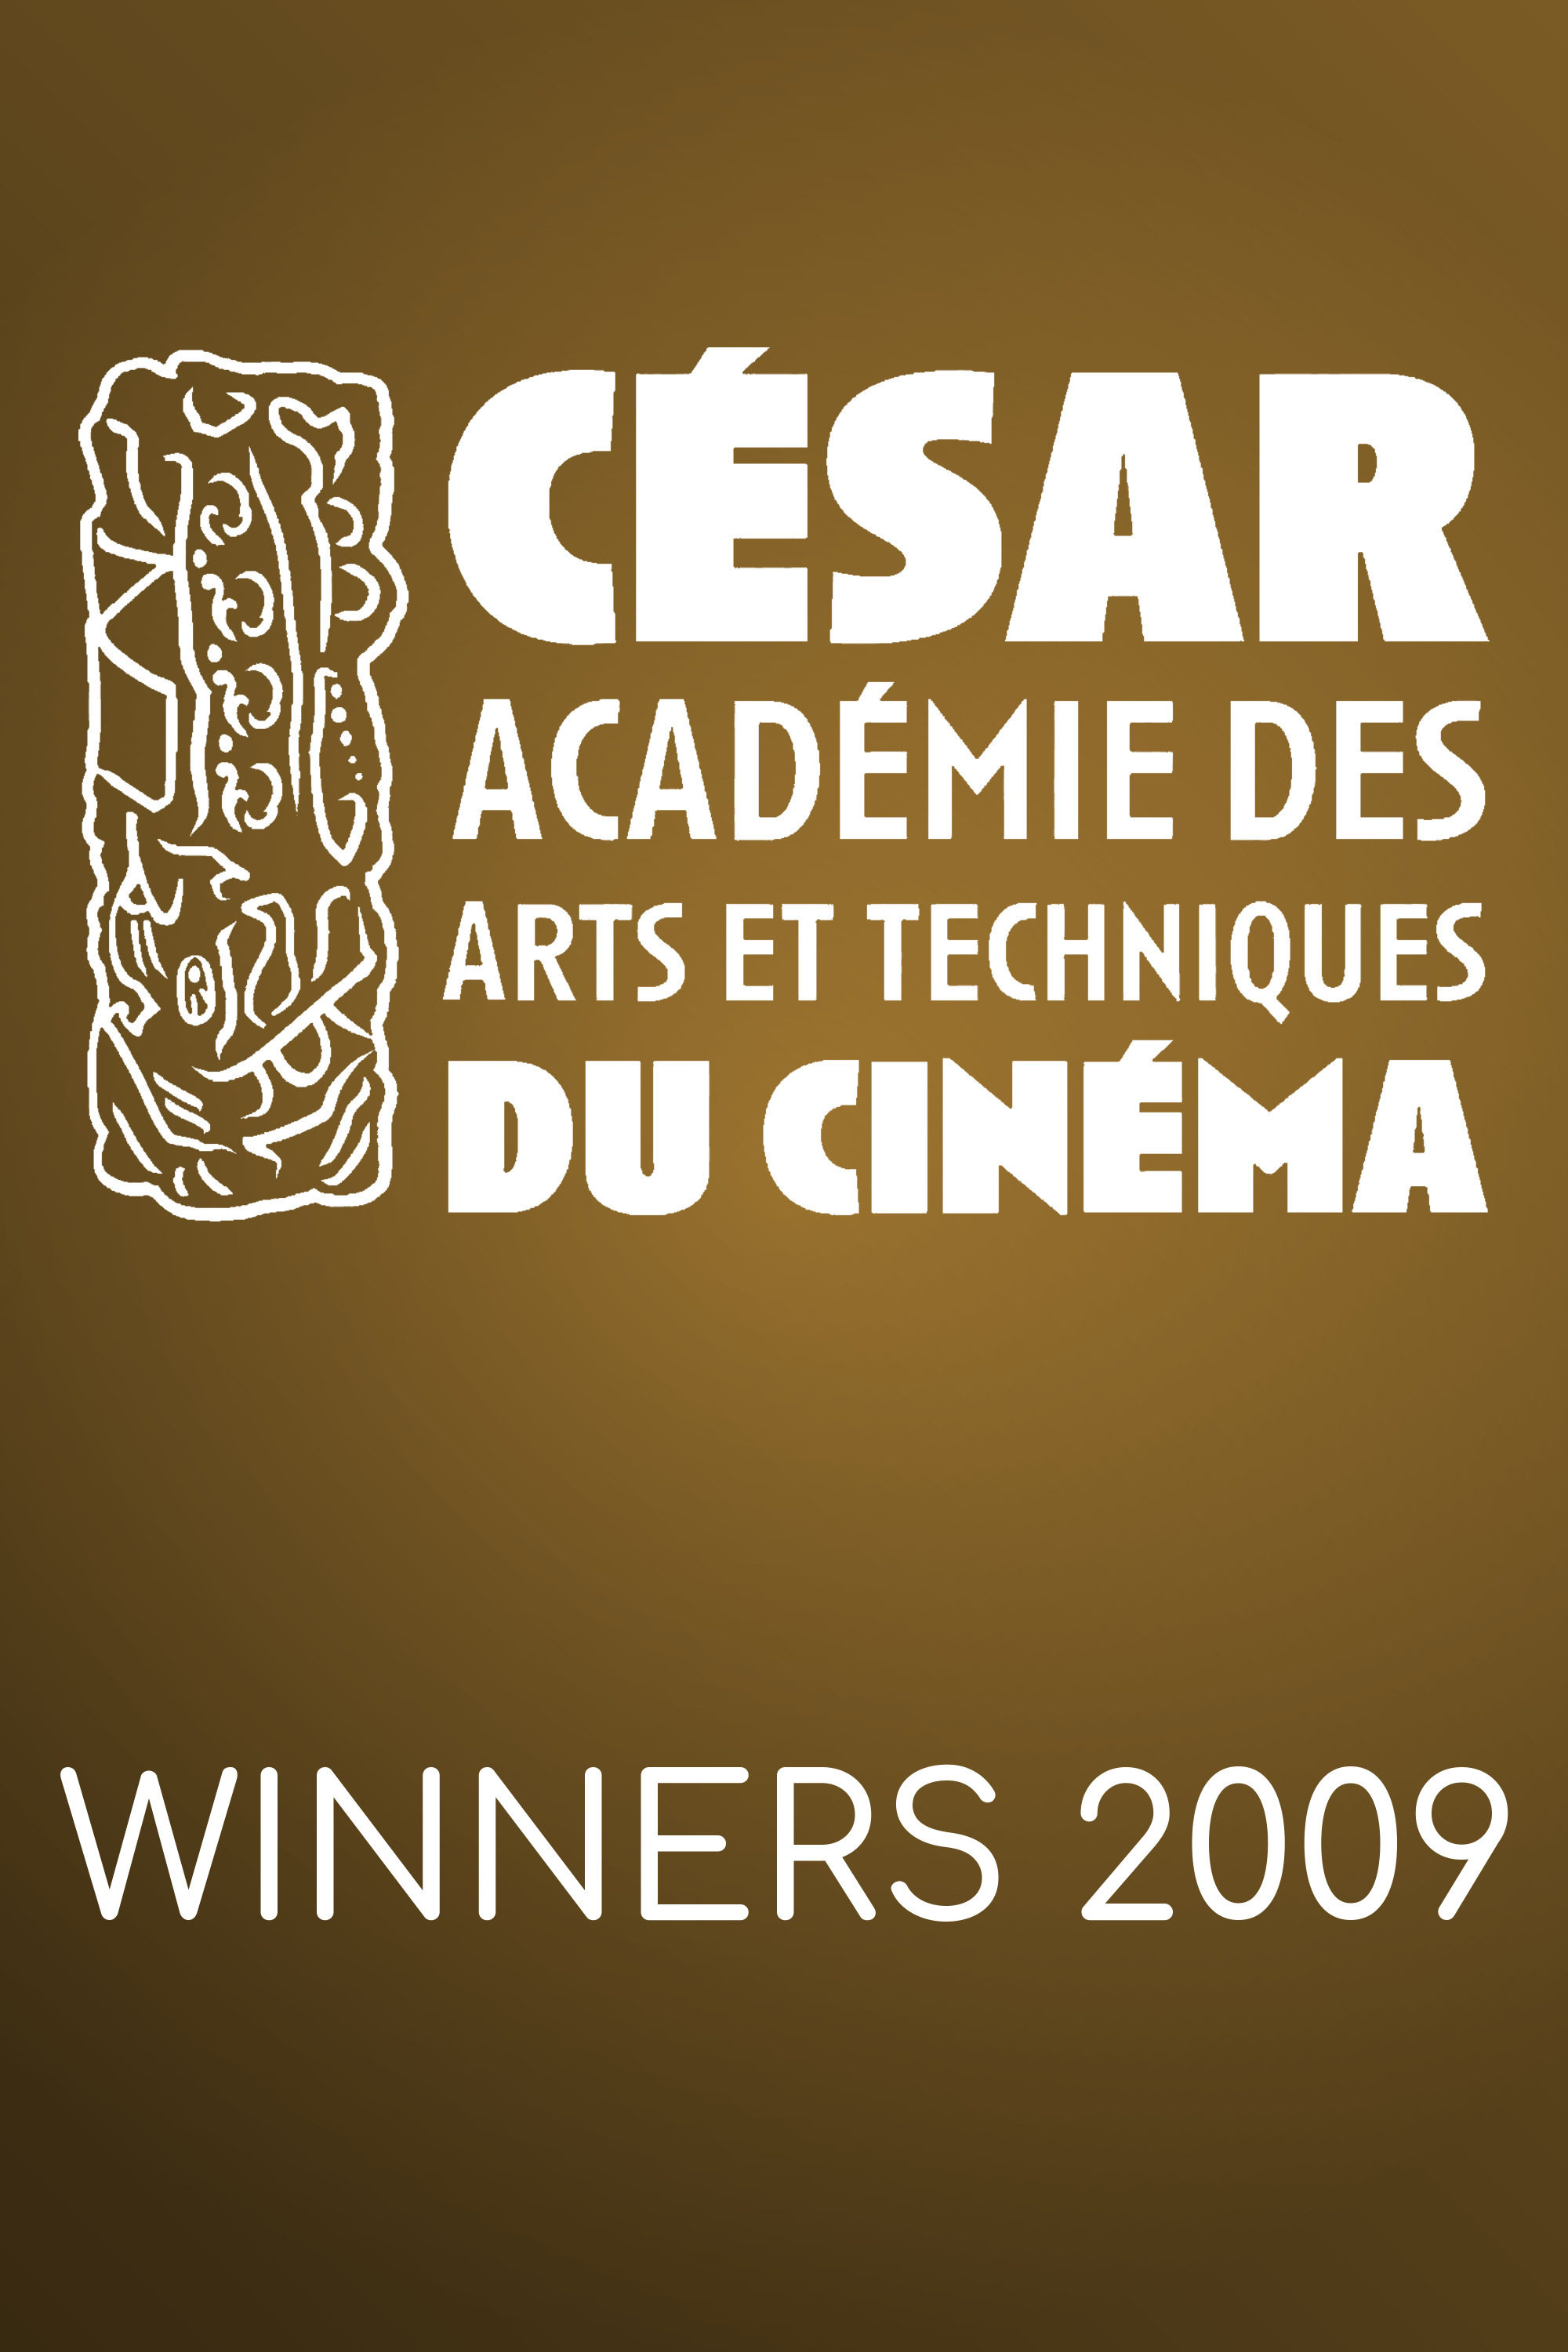 CÉSAR
ACADÉMIE DES
ARTS ET TECHNIQUES
DU CINÉMA
WINNERS 2009